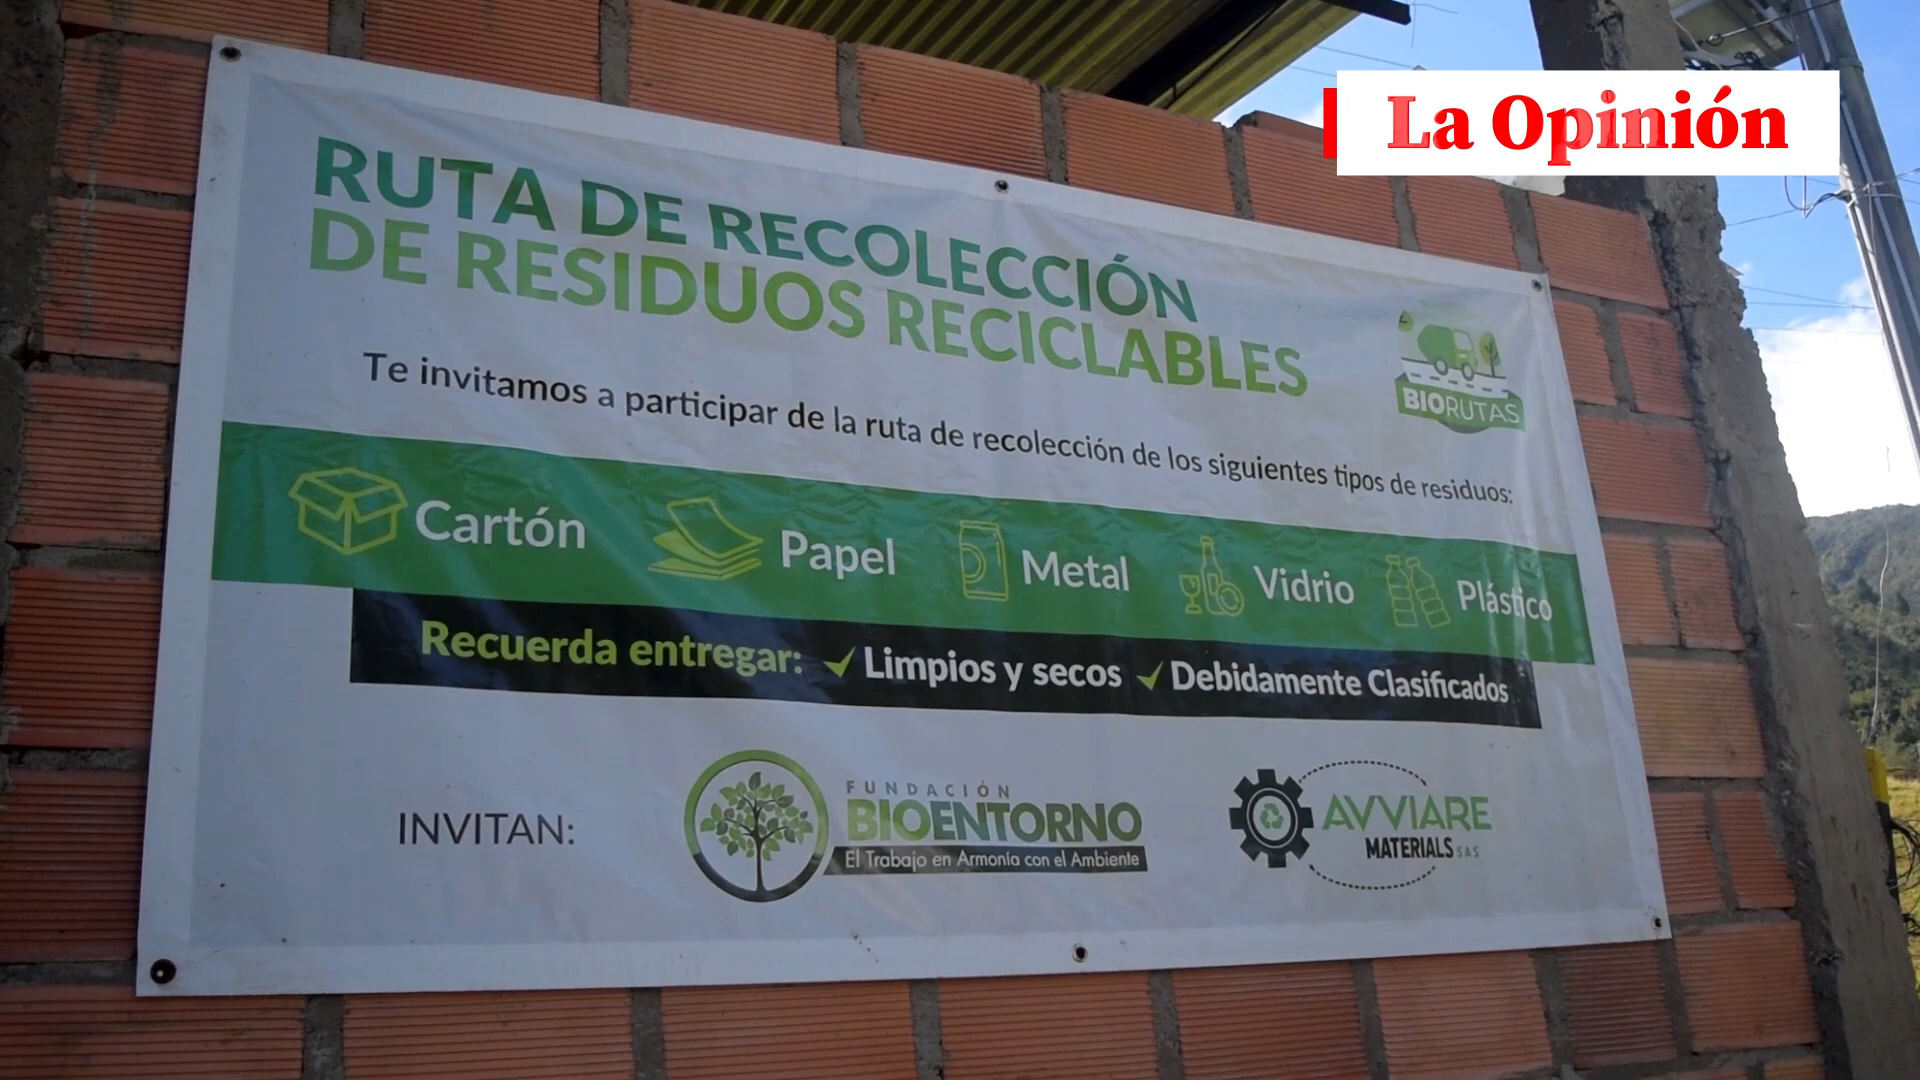 La Opinión
RUTA DE RECOLECCIÓN
DE RESIDUOS RECICLABLES
BIORUTAS
Te invitamos a participar de la ruta de recolección de los siguientes tipos de residuos:
Cartón Papel Metal Vidrio Plástico
Recuerda entregar: ✓ Limpios y secos ✓ Debidamente Clasificados
INVITAN:
FUNDACIÓN
BIOENTORNO
El Trabajo en Armonía con el Ambiente
AVVIARE
MATERIALS SAS